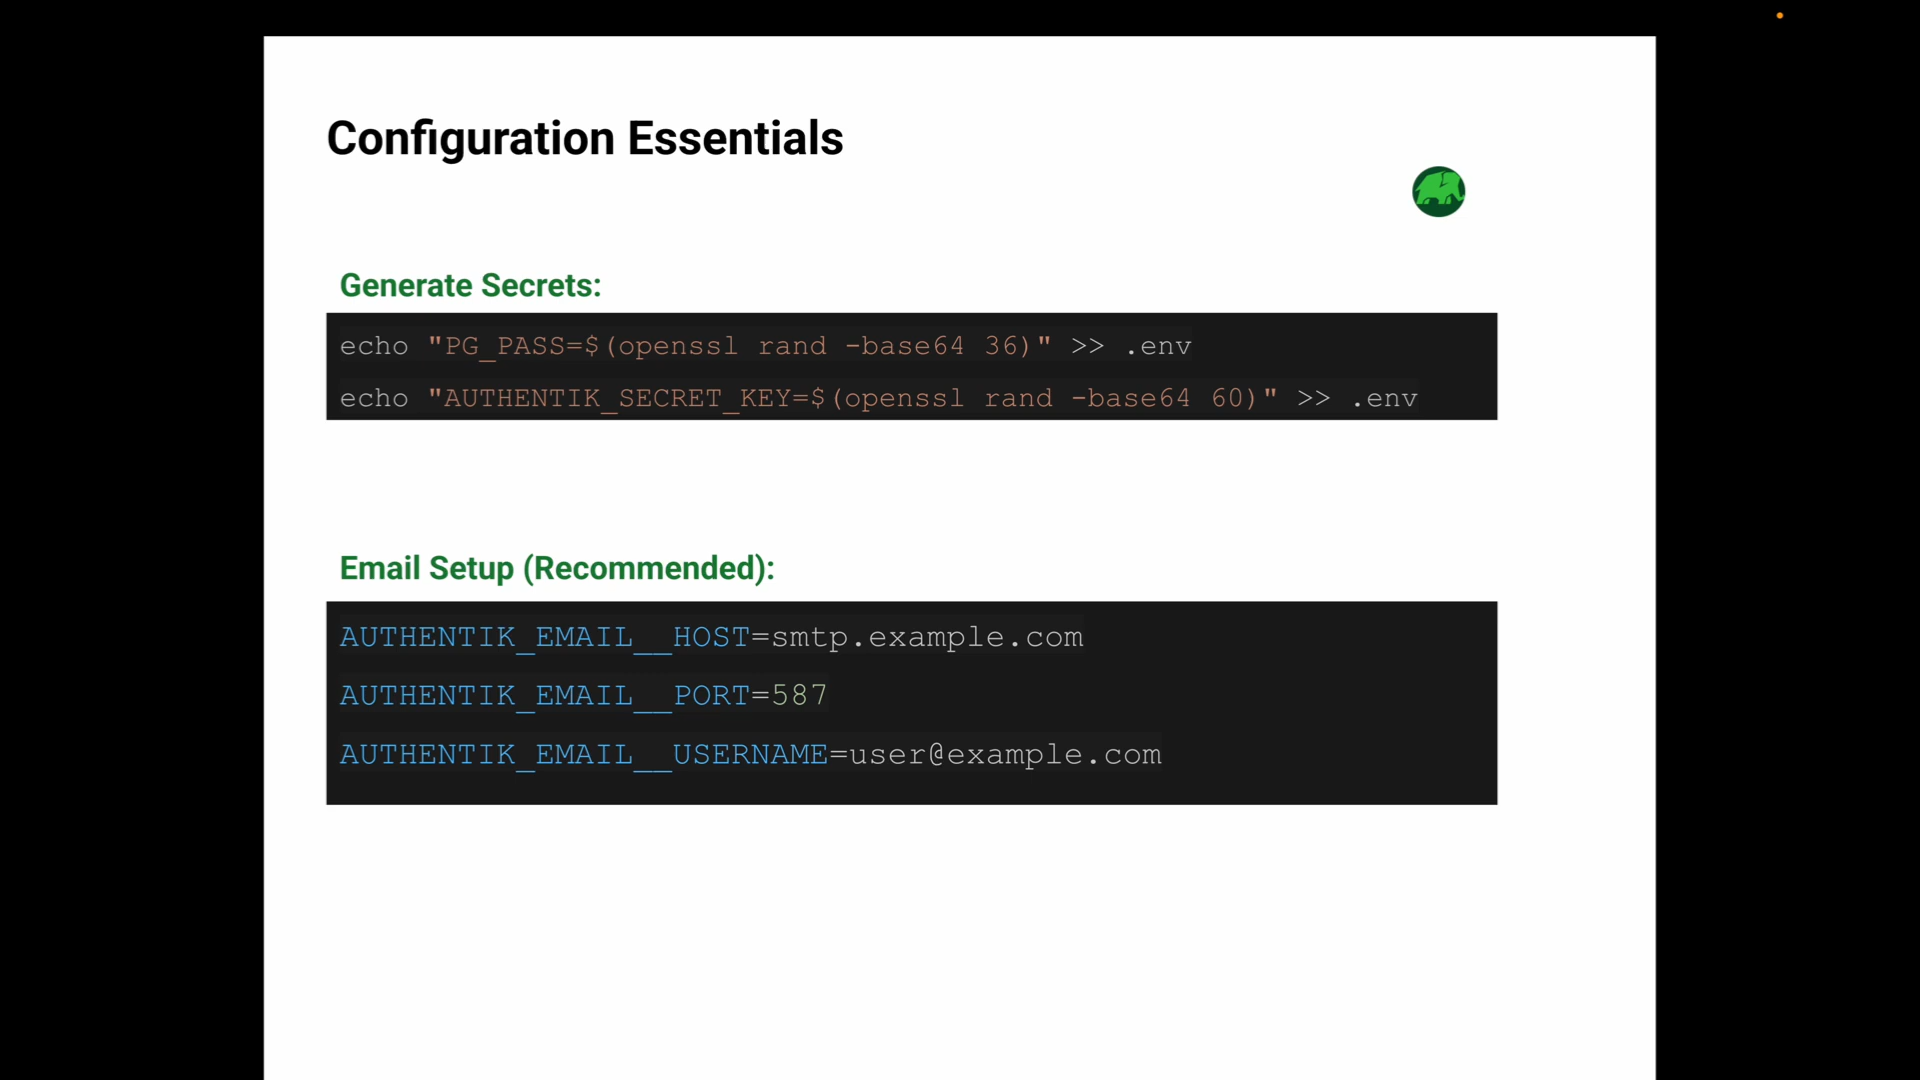 Configuration Essentials
Generate Secrets:
echo "PG_PASS=$(openssl rand -base64 36)" >> .env
echo "AUTHENTIK_SECRET_KEY=$(openssl rand -base64 60)" >> .env
Email Setup (Recommended):
AUTHENTIK_EMAIL__HOST=smtp.example.com
AUTHENTIK_EMAIL__PORT=587
AUTHENTIK_EMAIL__USERNAME=user@example.com